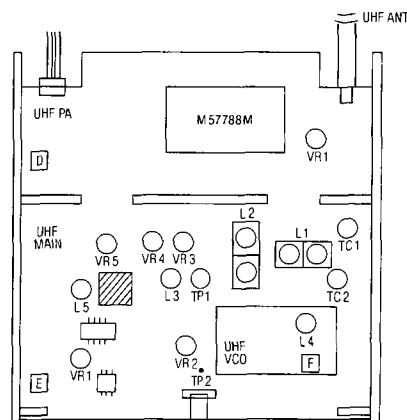 UHF ANT
UHF PA
M57788M
VR1
D
UHF
MAIN
L2
L1
TC1
VR5
VR4
VR3
L3
TP1
TC2
L5
UHF
VCO
L4
VR1
VR2
TP2
F
E